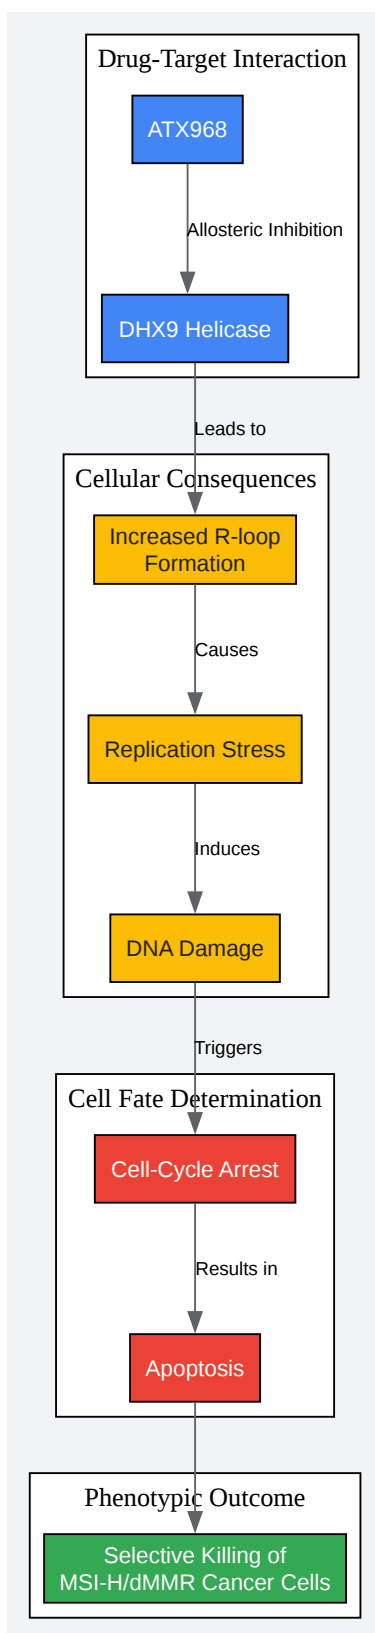 Drug-Target Interaction
ATX968
Allosteric Inhibition
DHX9 Helicase
Leads to
Cellular Consequences
Increased R-loop
Formation
Causes
Replication Stress
Induces
DNA Damage
Triggers
Cell Fate Determination
Cell-Cycle Arrest
Results in
Apoptosis
Phenotypic Outcome
Selective Killing of
MSI-H/dMMR Cancer Cells